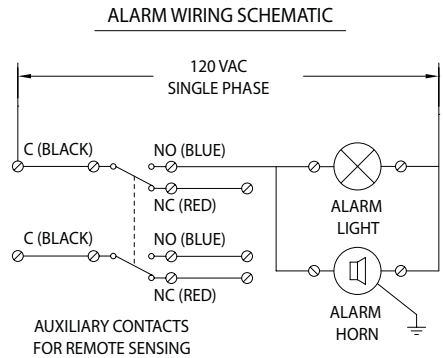 ALARM WIRING SCHEMATIC
120 VAC
SINGLE PHASE
C (BLACK)
NO (BLUE)
NC (RED)
ALARM
LIGHT
C (BLACK)
NO (BLUE)
NC (RED)
ALARM
HORN
AUXILIARY CONTACTS
FOR REMOTE SENSING